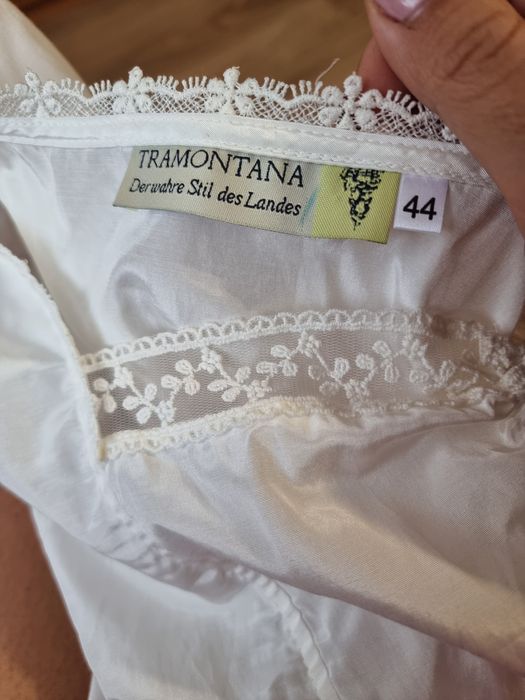 TRAMONTANA
Der wahre Stil des Landes
44